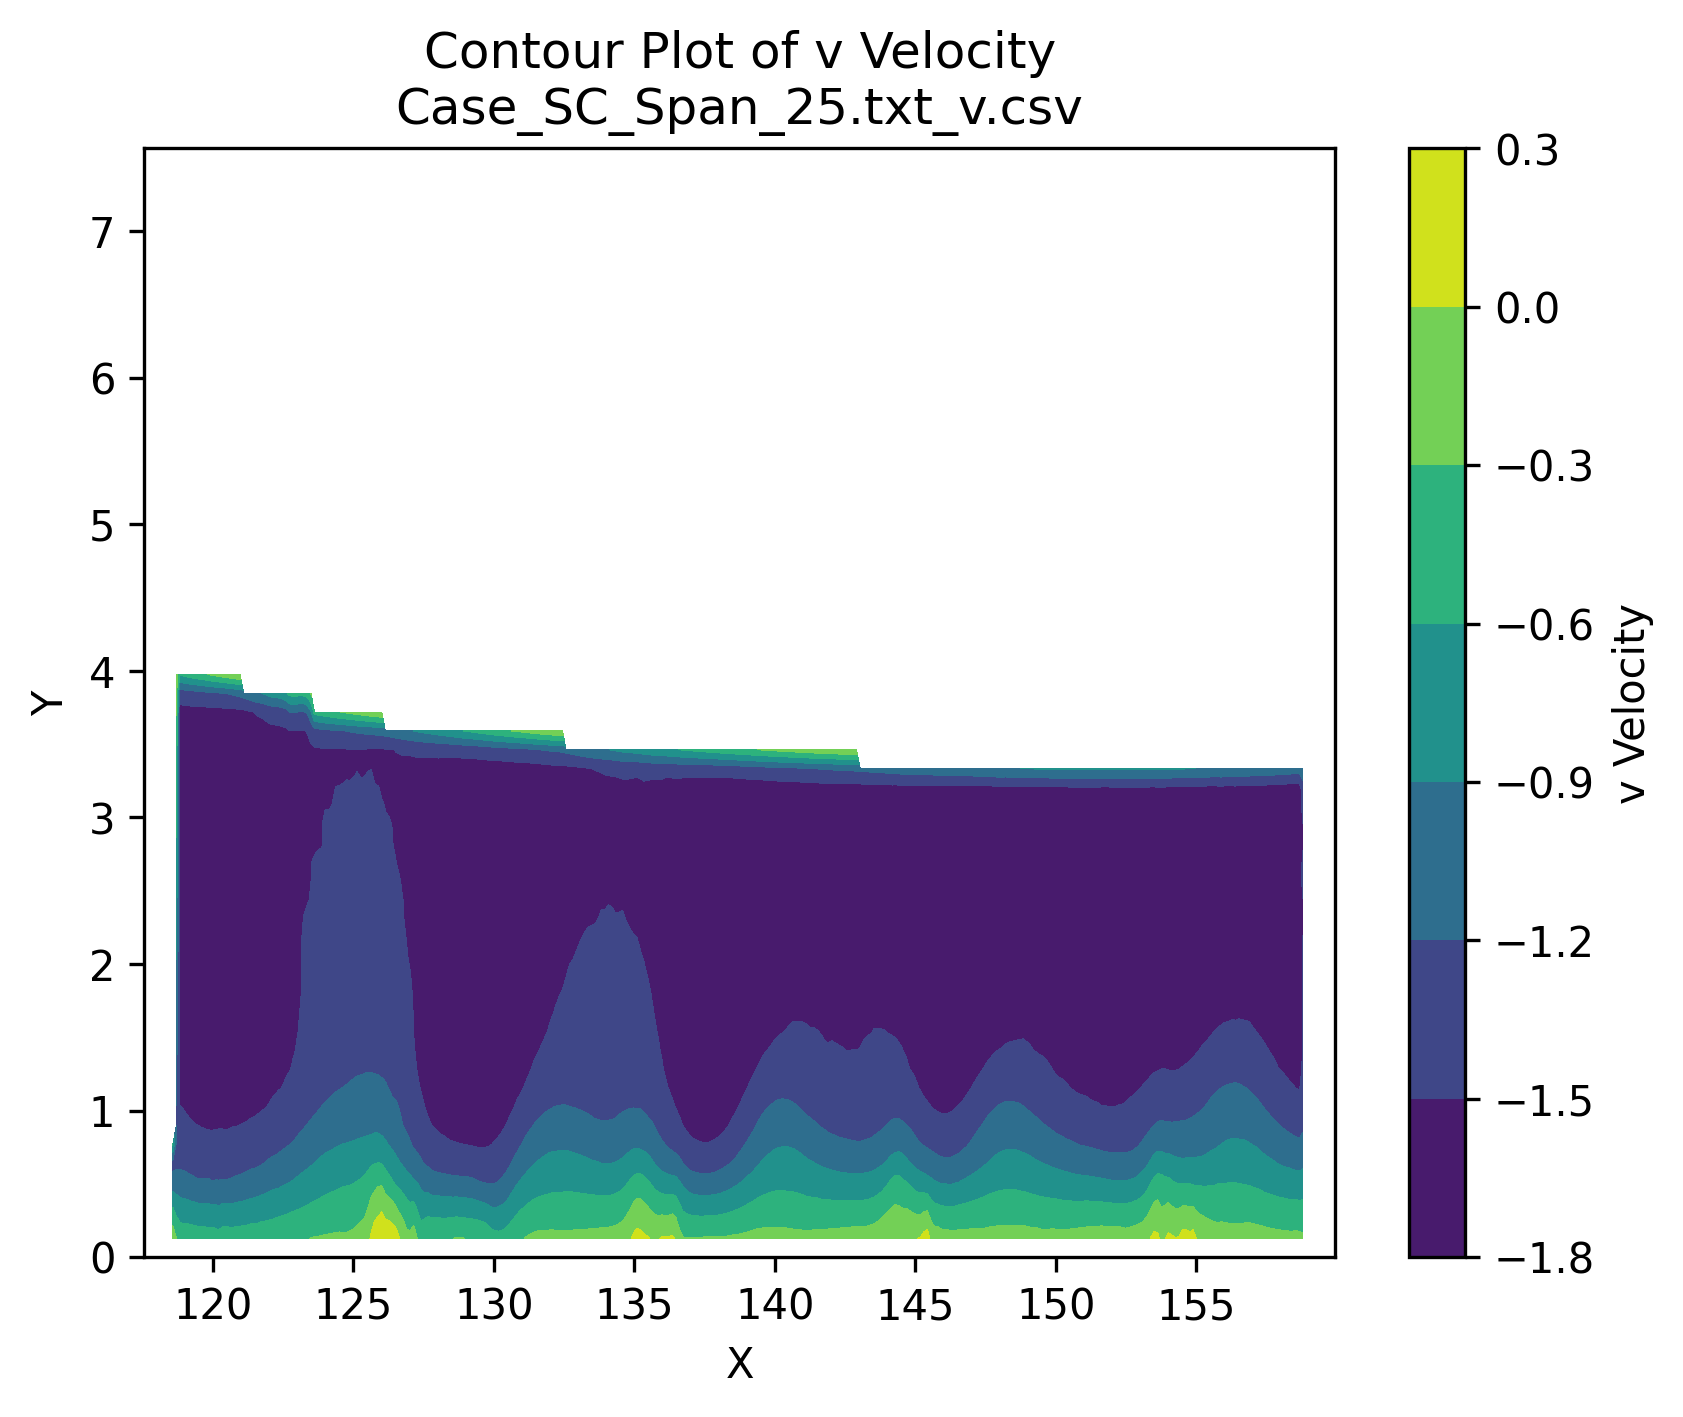 Contour Plot of v Velocity
Case_SC_Span_25.txt_v.csv
Y
7
6
5
4
3
2
1
0
120 125 130 135 140 145 150 155
X
0.3
0.0
−0.3
−0.6
−0.9
−1.2
−1.5
−1.8
v Velocity